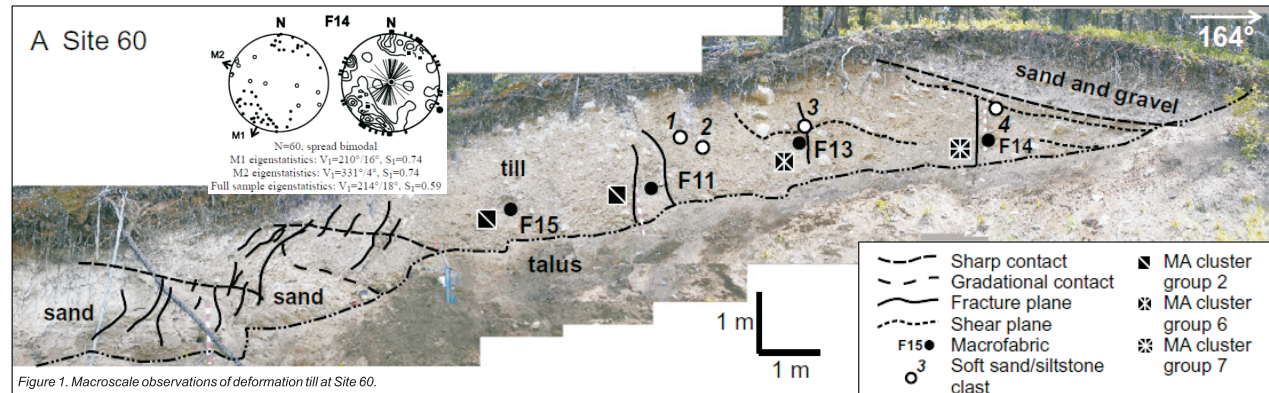 A Site 60
F14
N
N
M2
M1
N=60, spread bimodal
M1 eigenstatistics: V₁=210°/16°, S₁=0.74
M2 eigenstatistics: V₁=331°/4°, S₁=0.74
Full sample eigenstatistics: V₁=214°/18°, S₁=0.59
164°
sand and gravel
1
2
3
4
till
F13
F14
F11
F15
talus
sand
sand
1 m
1 m
Sharp contact
Gradational contact
Fracture plane
Shear plane
F15 Macrofabric
3 Soft sand/siltstone
clast
MA cluster
group 2
MA cluster
group 6
MA cluster
group 7
Figure 1. Macroscale observations of deformation till at Site 60.